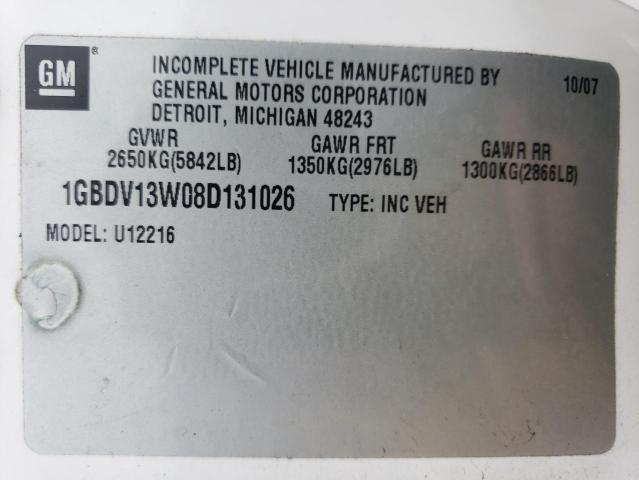 GM ®
INCOMPLETE VEHICLE MANUFACTURED BY 10/07
GENERAL MOTORS CORPORATION
DETROIT, MICHIGAN 48243
GVWR GAWR FRT GAWR RR
2650KG(5842LB) 1350KG(2976LB) 1300KG(2866LB)
1GBDV13W08D131026 TYPE: INC VEH
MODEL: U12216